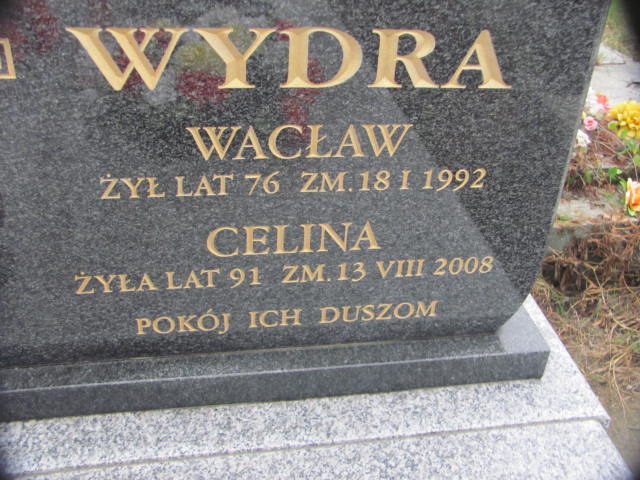 WYDRA
WACŁAW
ŻYŁ LAT 76 ZM. 18 I 1992
CELINA
ŻYŁA LAT 91 ZM. 13 VIII 2008
POKÓJ ICH DUSZOM